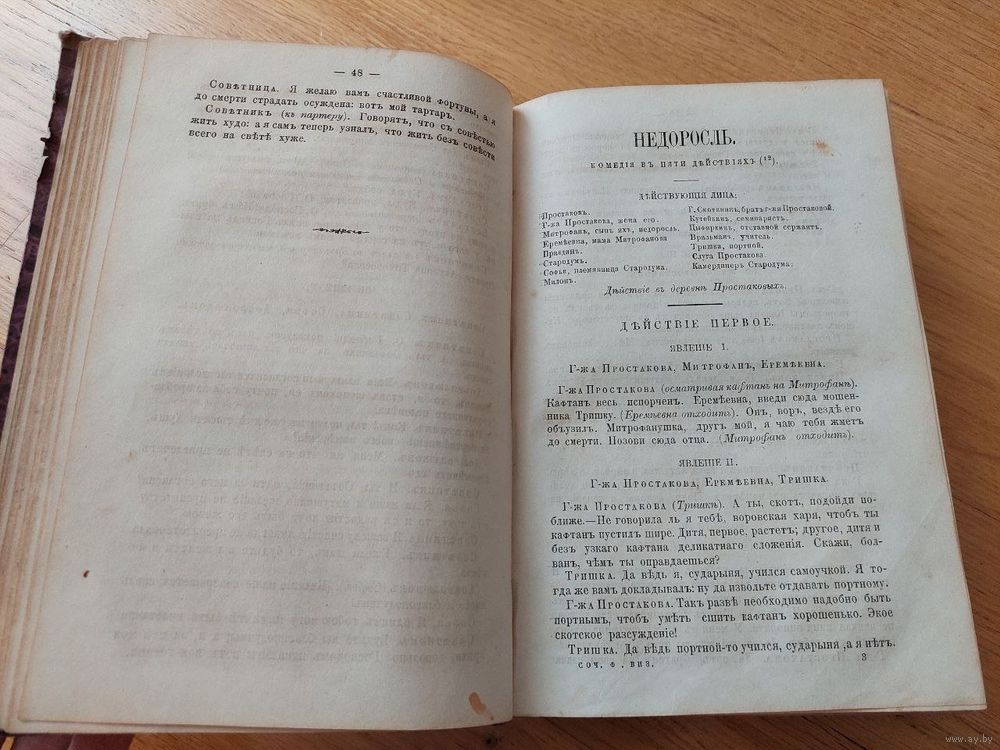 — 48 —
Совѣтница. Я желаю вамъ счастливой Фортуны, а я
до смерти страдать осуждена: вотъ мой тартаръ.
Совѣтникъ (къ партеру). Говорятъ, что съ совѣстью
жить худо: а я самъ теперь узналъ, что жить безъ совѣсти
всего на свѣтѣ хуже.
НЕДОРОСЛЬ.
КОМЕДІЯ ВЪ ПЯТИ ДѢЙСТВІЯХЪ (12).
ДѢЙСТВУЮЩІЯ ЛИЦА:
Простаковъ.
Г-жа Простакова, жена его.
Митрофанъ, сынъ ихъ, недоросль.
Еремѣевна, мама Митрофанова
Правдинъ.
Стародумъ.
Софья, племянница Стародума.
Милонъ.
Г. Скотининъ, братъ г-жи Простаковой.
Кутейкинъ, семинаристъ.
Цыфиркинъ, отставной сержантъ.
Вральманъ, учитель.
Тришка, портной.
Слуга Простакова
Камердинеръ Стародума.
Дѣйствіе въ деревнѣ Простаковыхъ.
ДѢЙСТВІЕ ПЕРВОЕ.
ЯВЛЕНІЕ I.
Г-жа Простакова, Митрофанъ, Еремѣевна.
Г-жа Простакова (осматривая кафтанъ на Митрофанѣ).
Кафтанъ весь испорченъ. Еремѣевна, введи сюда мошен-
ника Тришку. (Еремѣевна отходитъ). Онъ, воръ, вездѣ его
объузилъ. Митрофанушка, другъ мой, я чаю тебя жметъ
до смерти. Позови сюда отца. (Митрофанъ отходитъ).
ЯВЛЕНІЕ II.
Г-жа Простакова, Еремѣевна, Тришка.
Г-жа Простакова (Тришкѣ). А ты, скотъ, подойди по-
ближе.—Не говорила ль я тебѣ, воровская харя, чтобъ ты
кафтанъ пустилъ шире. Дитя, первое, растетъ; другое, дитя и
безъ узкаго кафтана деликатнаго сложенія. Скажи, бол-
ванъ, чѣмъ ты оправдаешься?
Тришка. Да вѣдь я, сударыня, учился самоучкой. Я то-
гда же вамъ докладывалъ: ну да извольте отдавать портному.
Г-жа Простакова. Такъ развѣ необходимо надобно быть
портнымъ, чтобъ умѣть сшить кафтанъ хорошенько. Экое
скотское разсужденіе!
Тришка. Да вѣдь портной-то учился, сударыня ,а я нѣтъ.
СОЧ. Ф. ВИЗ. 3
www.ay.by